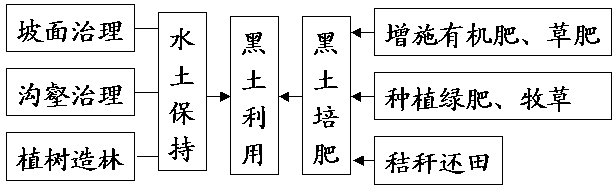 坡面治理
沟壑治理
植树造林
水土保持
黑土利用
黑土培肥
增施有机肥、草肥
种植绿肥、牧草
秸秆还田